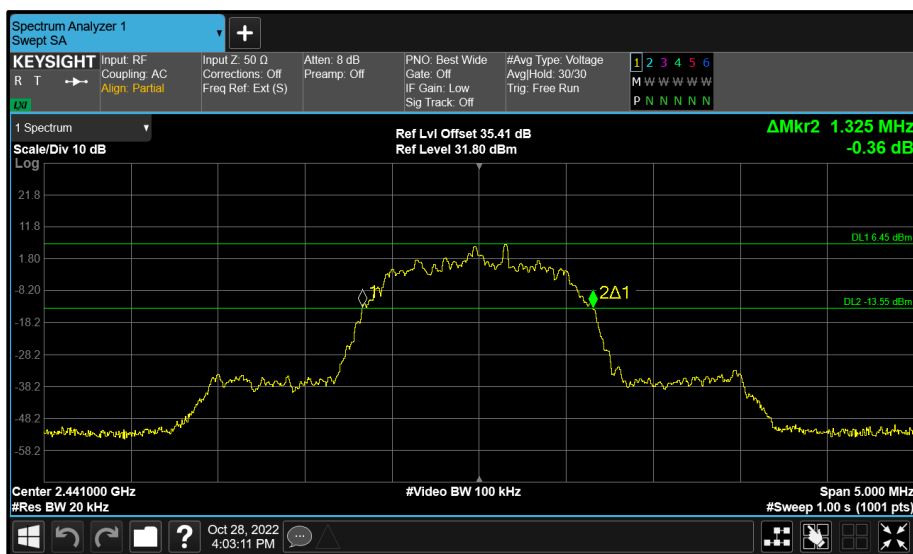 Spectrum Analyzer 1
Swept SA
KEYSIGHT
R T
LXI
Input: RF
Coupling: AC
Align: Partial
Input Z: 50 Ω
Corrections: Off
Freq Ref: Ext (S)
Atten: 8 dB
Preamp: Off
PNO: Best Wide
Gate: Off
IF Gain: Low
Sig Track: Off
#Avg Type: Voltage
Avg|Hold: 30/30
Trig: Free Run
1 2 3 4 5 6
M W W W W W
P N N N N N
1 Spectrum
Scale/Div 10 dB
Log
Ref Lvl Offset 35.41 dB
Ref Level 31.80 dBm
ΔMkr2 1.325 MHz
-0.36 dB
21.8
11.8
DL1 6.45 dBm
1.80
-8.20
1
2Δ1
DL2 -13.55 dBm
-18.2
-28.2
-38.2
-48.2
-58.2
Center 2.441000 GHz
#Video BW 100 kHz
Span 5.000 MHz
#Res BW 20 kHz
#Sweep 1.00 s (1001 pts)
?
Oct 28, 2022
4:03:11 PM